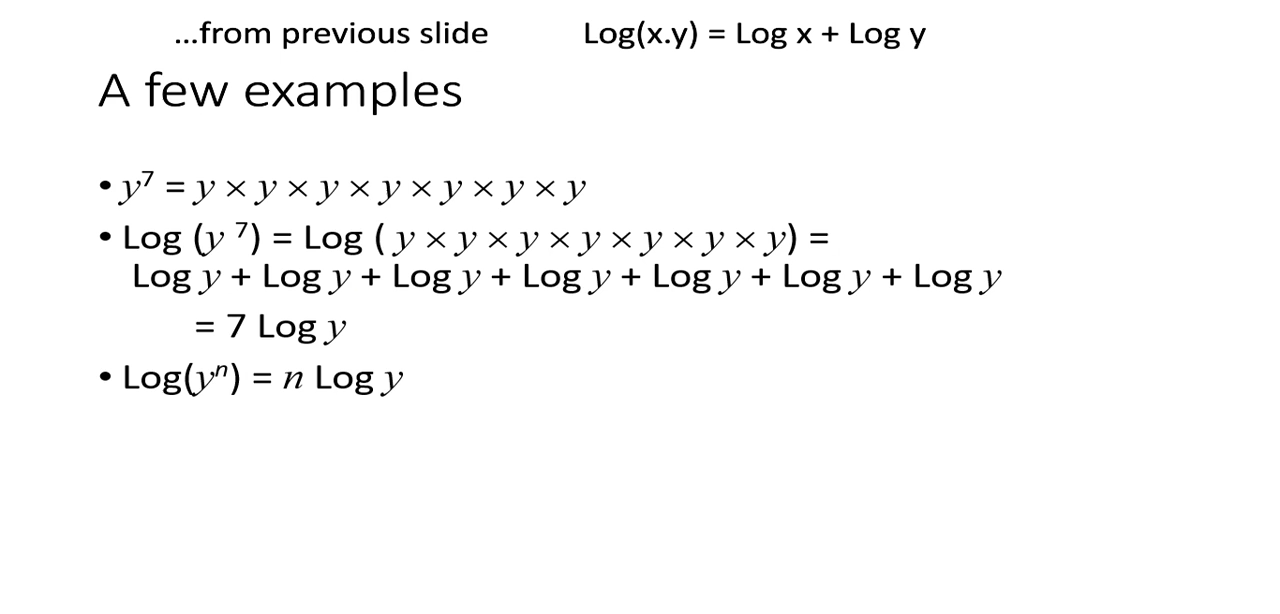 ...from previous slide Log(x.y) = Log x + Log y
A few examples
• y⁷ = y × y × y × y × y × y × y
• Log (y ⁷) = Log ( y × y × y × y × y × y × y) =
Log y + Log y + Log y + Log y + Log y + Log y + Log y
= 7 Log y
• Log(yⁿ) = n Log y